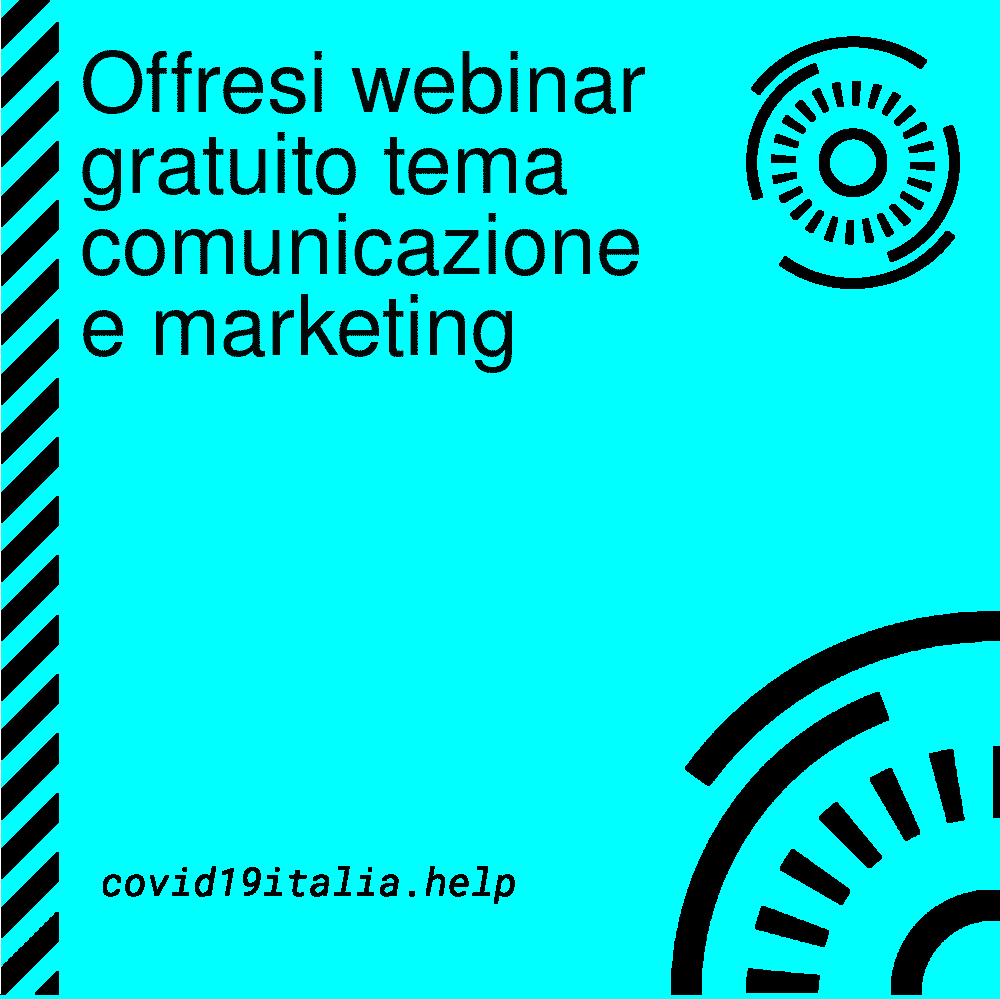 Offresi webinar
gratuito tema
comunicazione
e marketing
covid19italia.help